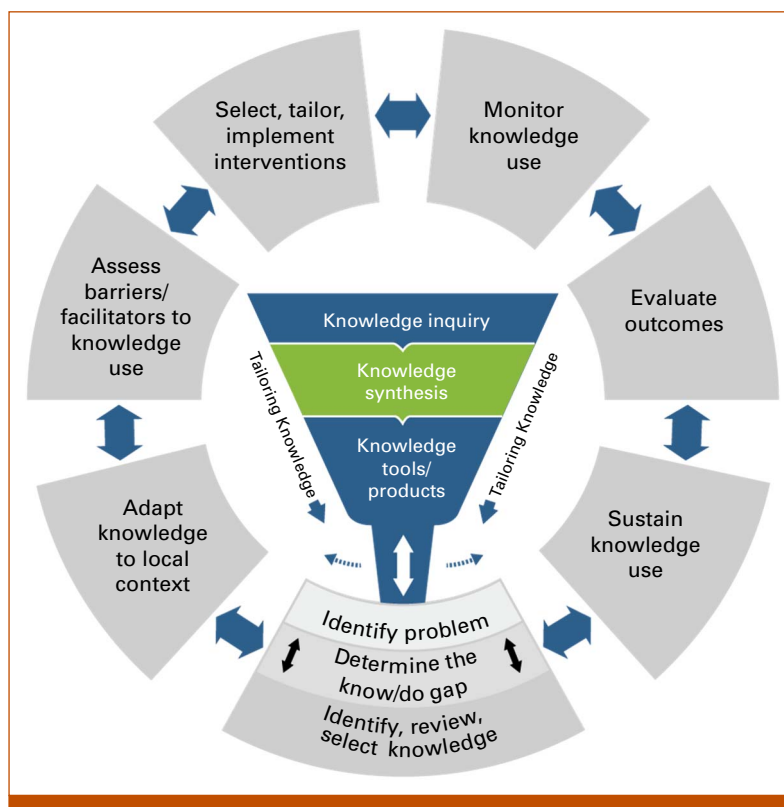 Select, tailor,
implement
interventions
Monitor
knowledge
use
Assess
barriers/
facilitators to
knowledge
use
Evaluate
outcomes
Knowledge inquiry
Knowledge
synthesis
Knowledge
tools/
products
Tailoring Knowledge
Tailoring Knowledge
Adapt
knowledge
to local
context
Sustain
knowledge
use
Identify problem
Determine the
know/do gap
Identify, review,
select knowledge